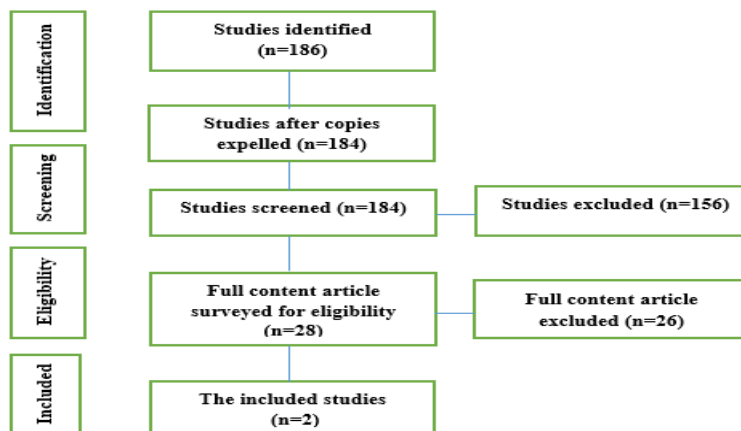 Identification
Studies identified
(n=186)
Studies after copies
expelled (n=184)
Screening
Studies screened (n=184)
Studies excluded (n=156)
Eligibility
Full content article
surveyed for eligibility
(n=28)
Full content article
excluded (n=26)
Included
The included studies
(n=2)